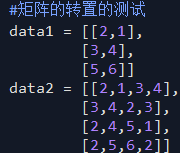 #矩阵的转置的测试
data1 = [[2,1],
[3,4],
[5,6]]
data2 = [[2,1,3,4],
[3,4,2,3],
[2,4,5,1],
[2,5,6,2]]